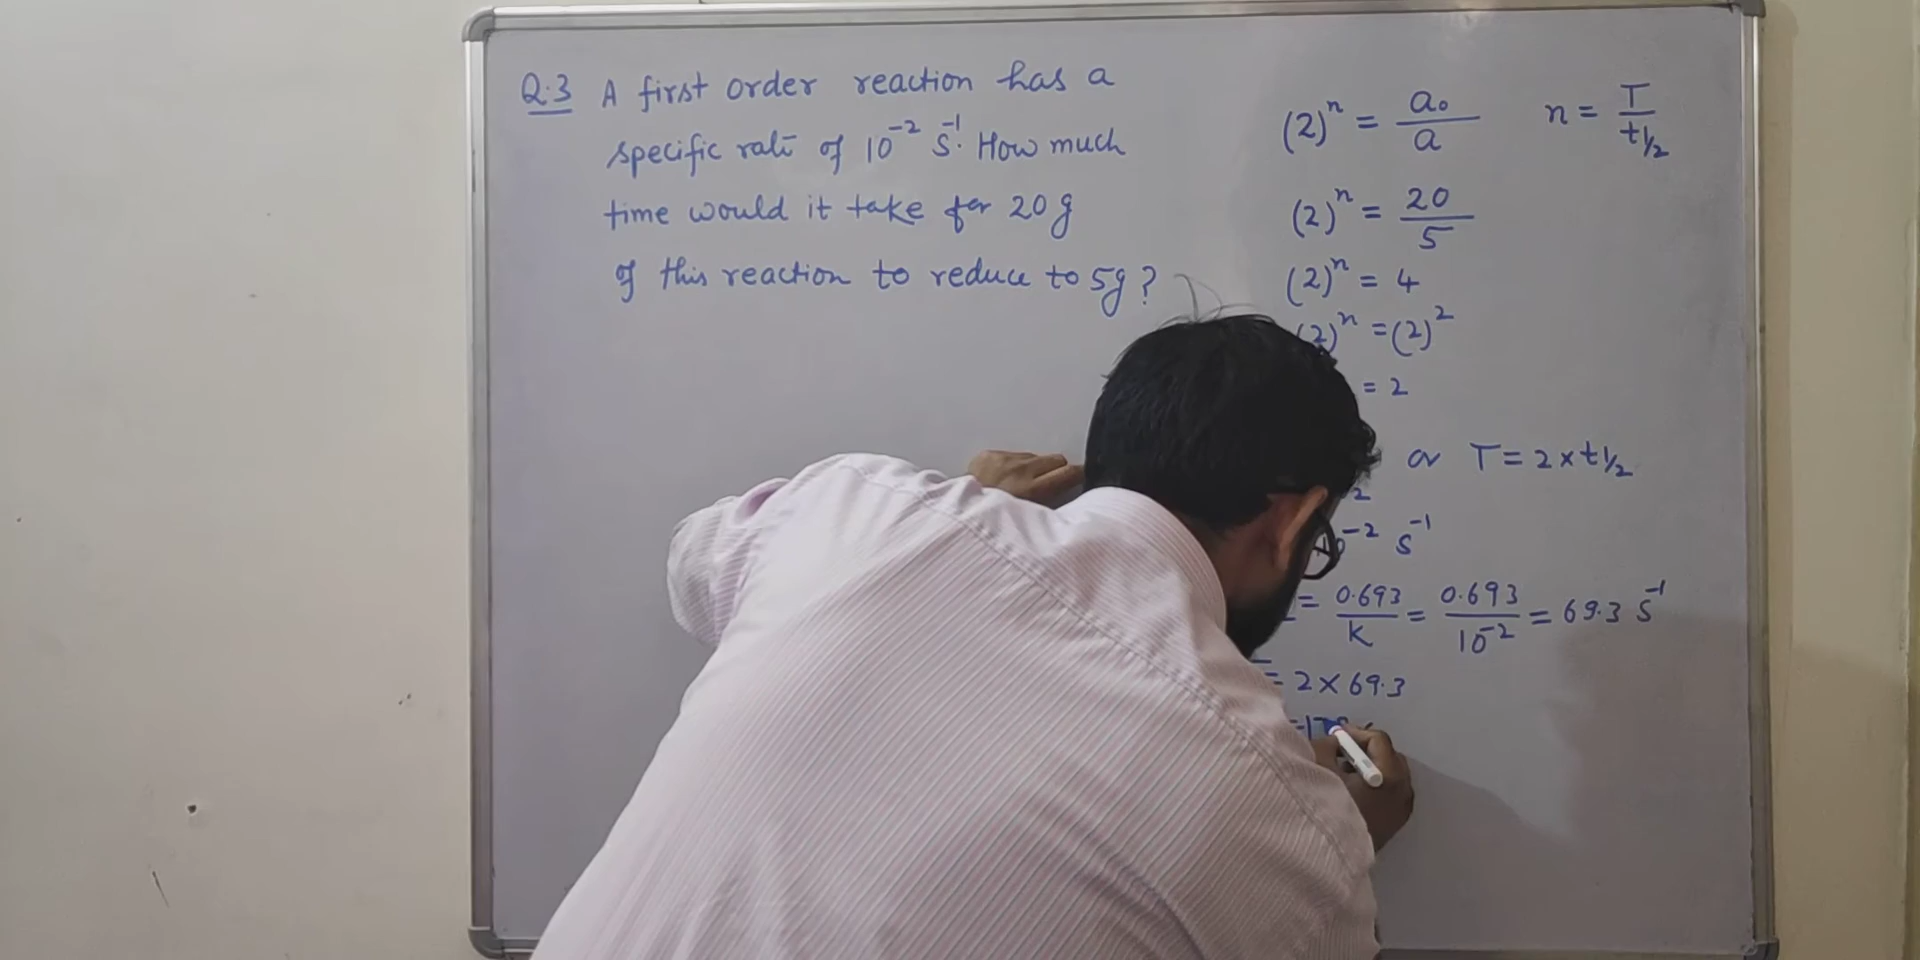 Q.3 A first order reaction has a
specific rate of 10⁻² S⁻¹. How much
time would it take for 20 g
of this reaction to reduce to 5g?
(2)ⁿ = a₀/a n = T/t½
(2)ⁿ = 20/5
(2)ⁿ = 4
(2)ⁿ = (2)²
= 2
or T = 2 × t½
2
⁻² s⁻¹
= 0.693/K = 0.693/10⁻² = 69.3 S⁻¹
= 2 × 69.3